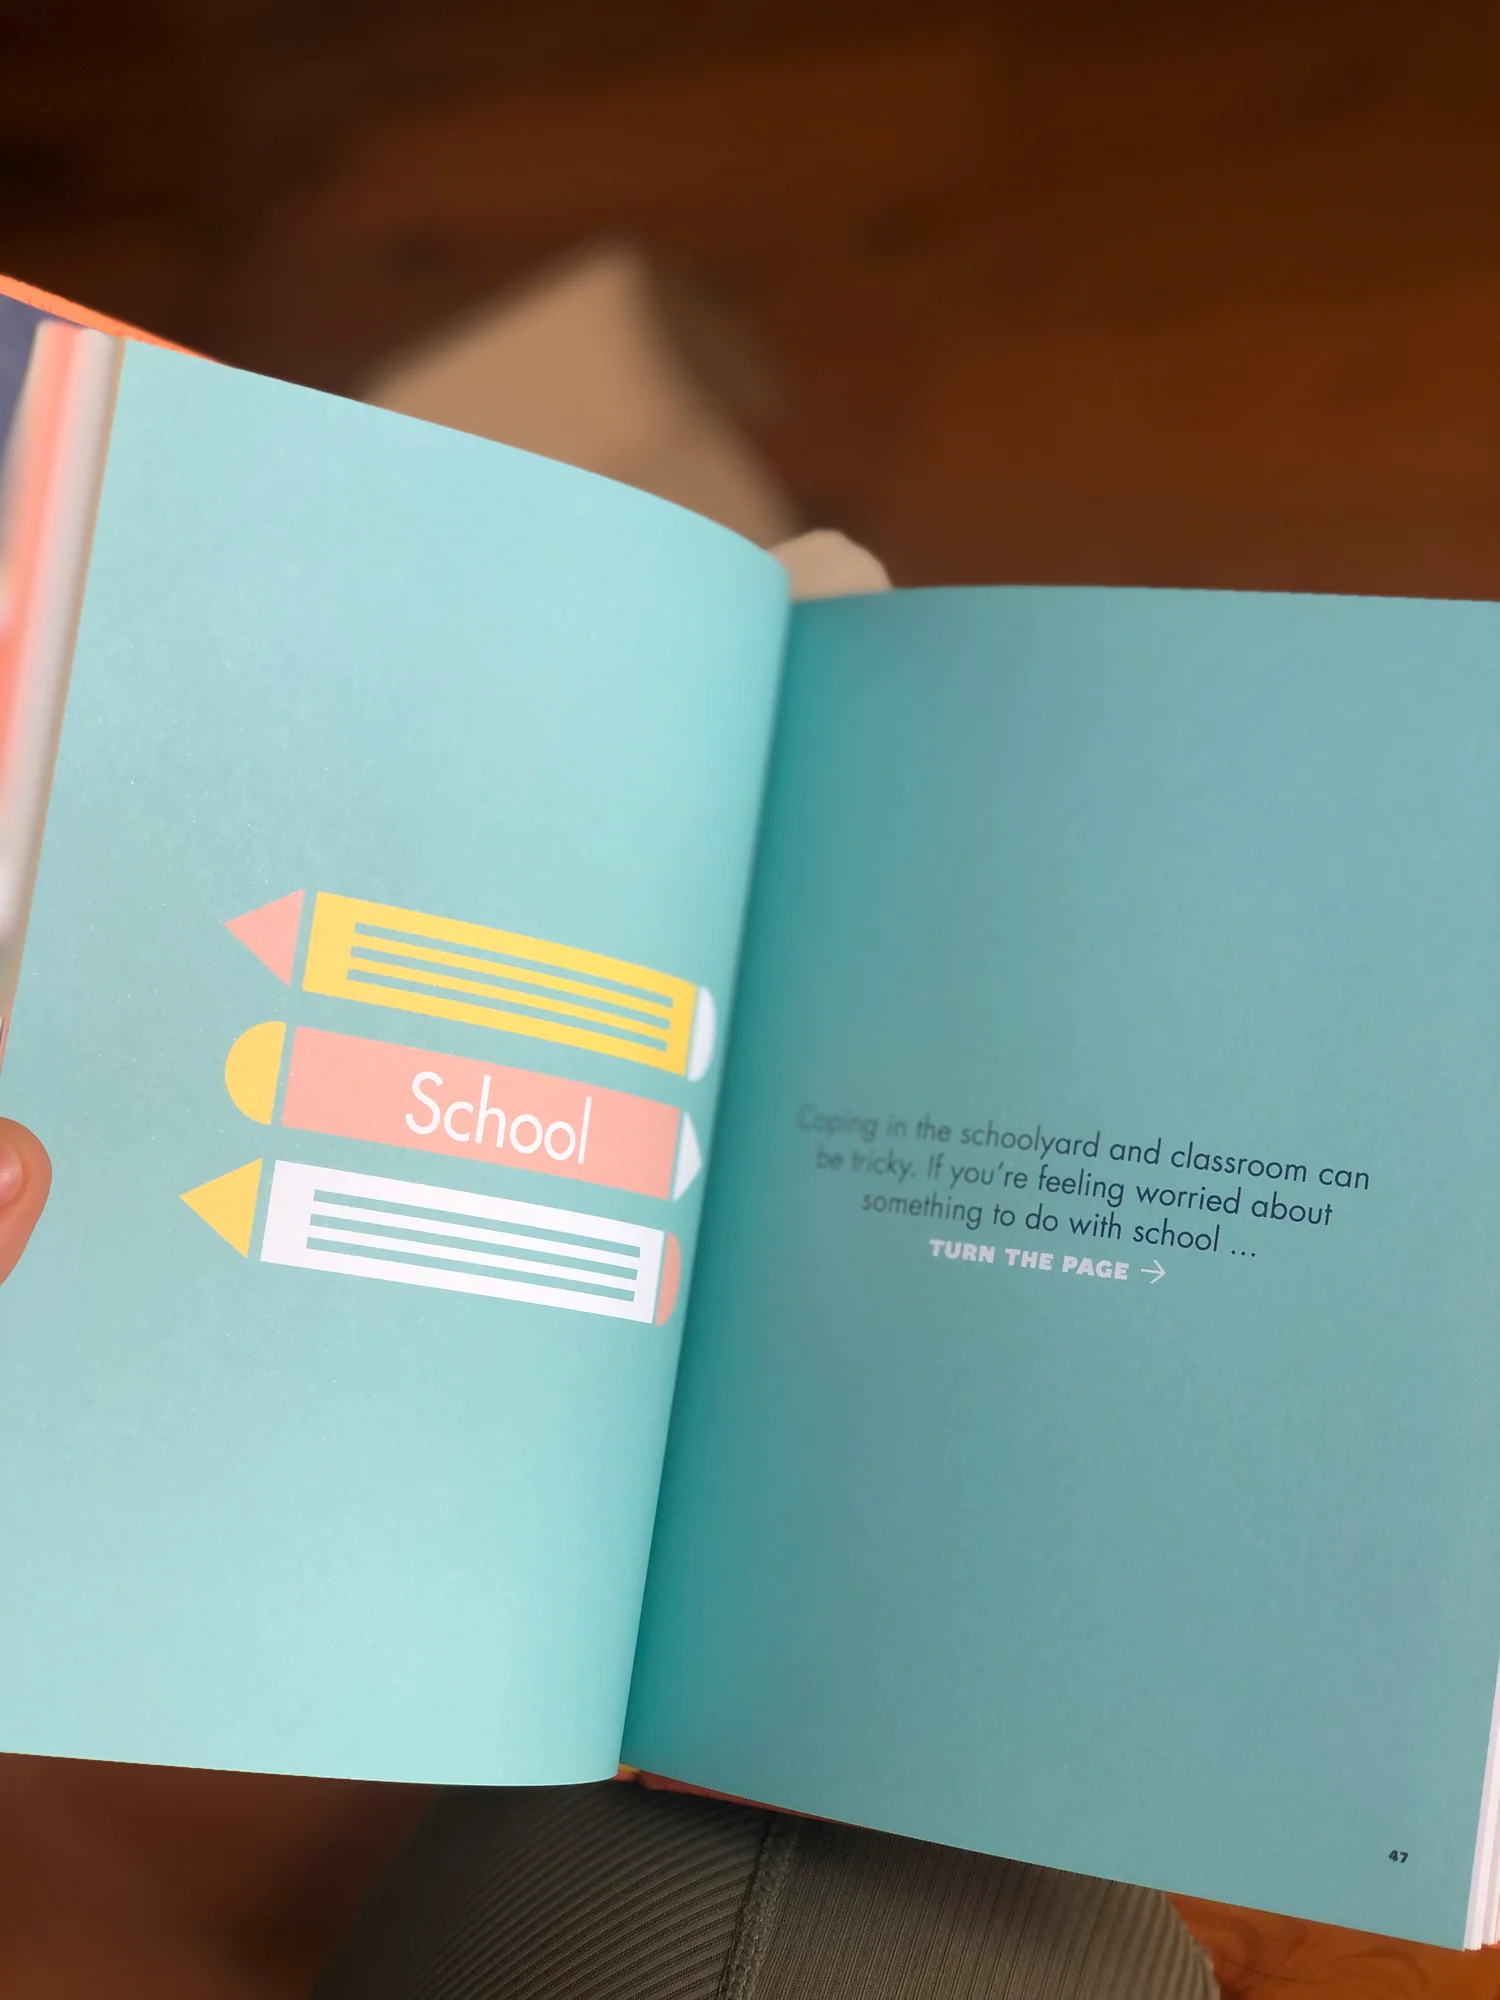 School
Coping in the schoolyard and classroom can
be tricky. If you're feeling worried about
something to do with school ...
TURN THE PAGE →
47